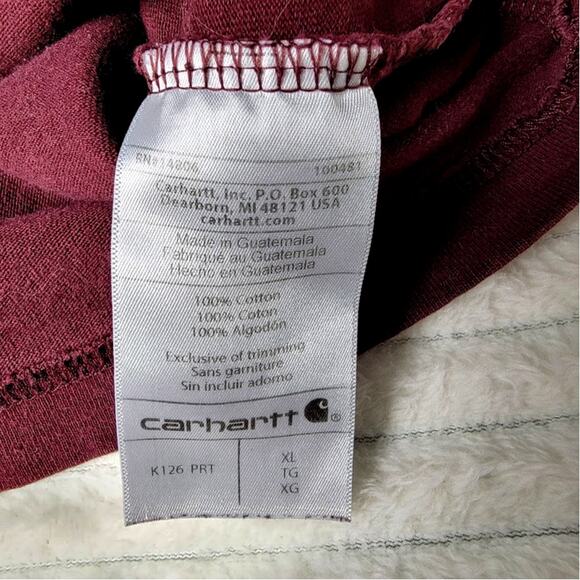 RN#14806 100481
Carhartt, Inc. P.O. Box 600
Dearborn, MI 48121 USA
carhartt.com
Made in Guatemala
Fabriqué au Guatemala
Hecho en Guatemala
100% Cotton
100% Coton
100% Algodón
Exclusive of trimming
Sans garniture
Sin incluir adorno
carhartt ®
K126 PRT
XL
TG
XG